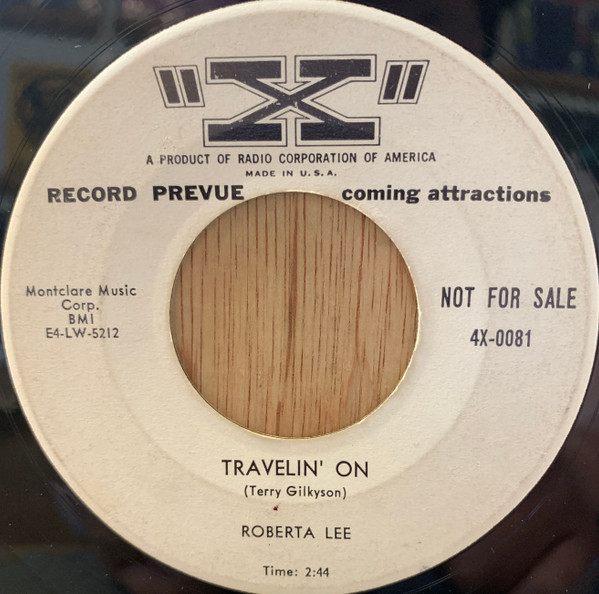 "X"
A PRODUCT OF RADIO CORPORATION OF AMERICA
MADE IN U.S.A.
RECORD PREVUE coming attractions
Montclare Music
Corp.
BMI
E4-LW-5212
NOT FOR SALE
4X-0081
TRAVELIN' ON
(Terry Gilkyson)
ROBERTA LEE
Time: 2:44